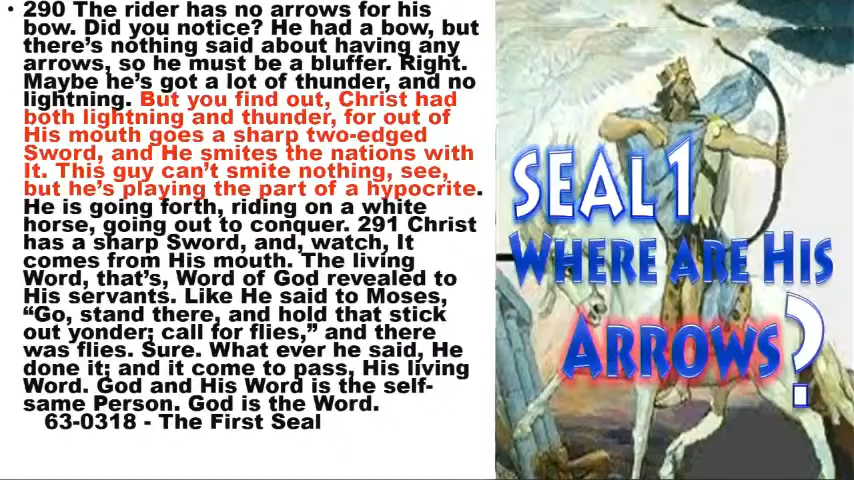 • 290 The rider has no arrows for his
bow. Did you notice? He had a bow, but
there's nothing said about having any
arrows, so he must be a bluffer. Right.
Maybe he's got a lot of thunder, and no
lightning. But you find out, Christ had
both lightning and thunder, for out of
His mouth goes a sharp two-edged
Sword, and He smites the nations with
It. This guy can't smite nothing, see,
but he's playing the part of a hypocrite.
He is going forth, riding on a white
horse, going out to conquer. 291 Christ
has a sharp Sword, and, watch, It
comes from His mouth. The living
Word, that's, Word of God revealed to
His servants. Like He said to Moses,
“Go, stand there, and hold that stick
out yonder; call for flies,” and there
was flies. Sure. What ever he said, He
done it; and it come to pass, His living
Word. God and His Word is the self-
same Person. God is the Word.
63-0318 - The First Seal
SEAL1
WHERE ARE HIS
ARROWS?